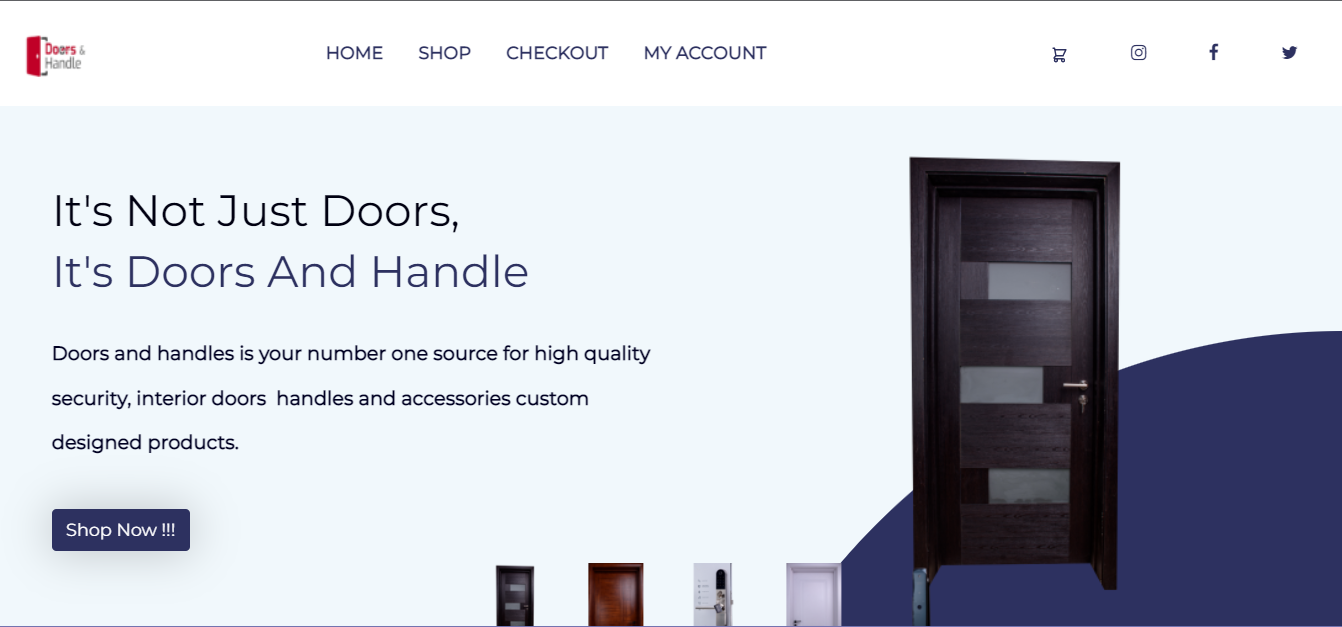 Doors &
Handle
HOME SHOP CHECKOUT MY ACCOUNT
It's Not Just Doors,
It's Doors And Handle
Doors and handles is your number one source for high quality
security, interior doors  handles and accessories custom
designed products.
Shop Now !!!